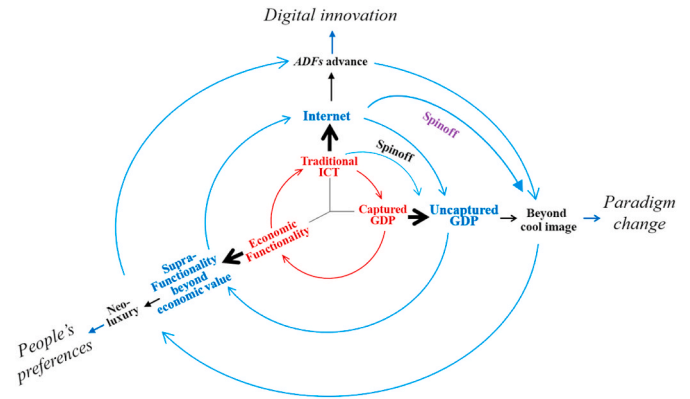 Digital innovation
ADFs advance
Internet
Spinoff
Spinoff
Traditional
ICT
Captured
GDP
Uncaptured
GDP
Beyond
cool image
Paradigm
change
Economic
Functionality
Supra-
Functionality
beyond
economic value
Neo-
luxury
People's
preferences